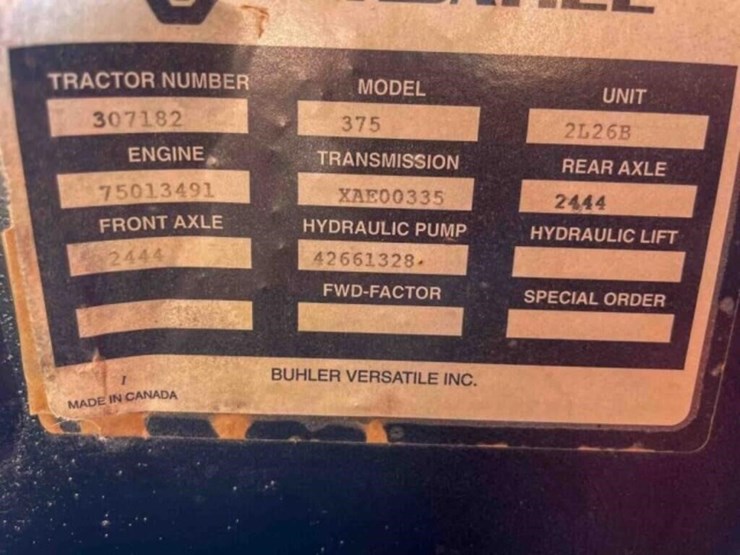 TRACTOR NUMBER MODEL UNIT
307182 375 2L26B
ENGINE TRANSMISSION REAR AXLE
75013491 XAE00335 2444
FRONT AXLE HYDRAULIC PUMP HYDRAULIC LIFT
2444 42661328
FWD-FACTOR SPECIAL ORDER
BUHLER VERSATILE INC.
I
MADE IN CANADA